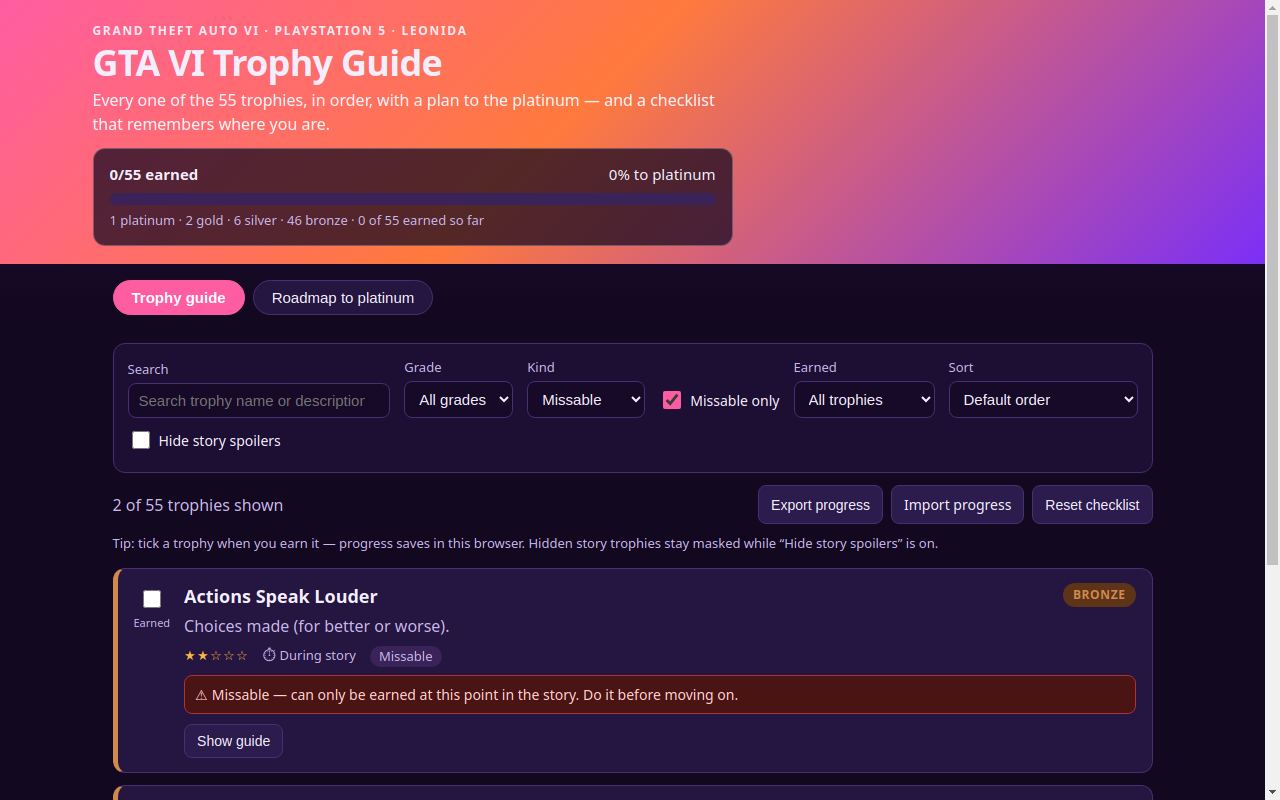 GRAND THEFT AUTO VI · PLAYSTATION 5 · LEONIDA
GTA VI Trophy Guide
Every one of the 55 trophies, in order, with a plan to the platinum — and a checklist
that remembers where you are.
0/55 earned 0% to platinum
1 platinum · 2 gold · 6 silver · 46 bronze · 0 of 55 earned so far
Trophy guide Roadmap to platinum
Search Grade Kind Earned Sort
Search trophy name or description All grades Missable Missable only All trophies Default order
Hide story spoilers
2 of 55 trophies shown Export progress Import progress Reset checklist
Tip: tick a trophy when you earn it — progress saves in this browser. Hidden story trophies stay masked while “Hide story spoilers” is on.
Actions Speak Louder BRONZE
Earned Choices made (for better or worse).
★★☆☆☆ ⏱ During story Missable
⚠ Missable — can only be earned at this point in the story. Do it before moving on.
Show guide